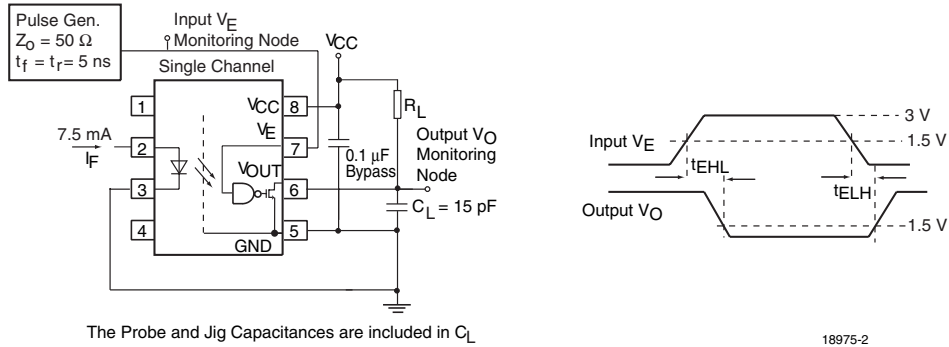 Pulse Gen.
ZO = 50 Ω
tf = tr = 5 ns
Input VE
Monitoring Node
Single Channel
VCC
1
2
3
4
VCC 8
VE
7
VOUT
6
GND 5
7.5 mA
IF
RL
0.1 μF
Bypass
Output VO
Monitoring
Node
CL = 15 pF
The Probe and Jig Capacitances are included in CL
3 V
Input VE
1.5 V
tEHL
tELH
Output VO
1.5 V
18975-2